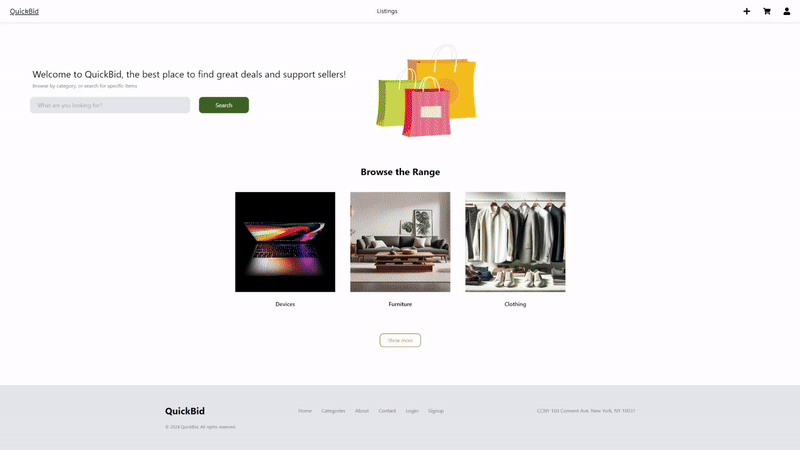 QuickBid
Listings
Welcome to QuickBid, the best place to find great deals and support sellers!
Browse by category, or search for specific items
What are you looking for?
Search
Browse the Range
Devices
Furniture
Clothing
Show more
QuickBid
Home Categories About Contact Login Signup
CCNY 160 Convent Ave, New York, NY 10031
© 2024 QuickBid. All rights reserved.